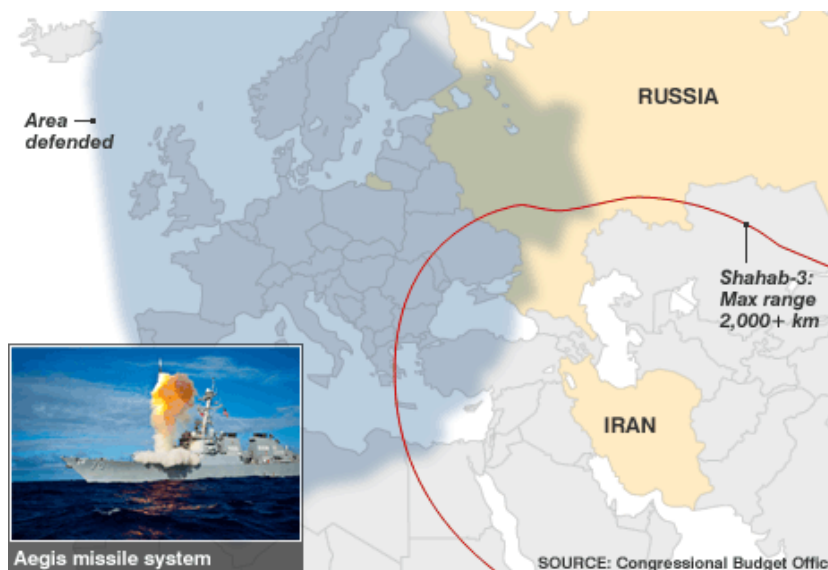 RUSSIA
Area
defended
Shahab-3:
Max range
2,000+ km
IRAN
Aegis missile system
SOURCE: Congressional Budget Offic